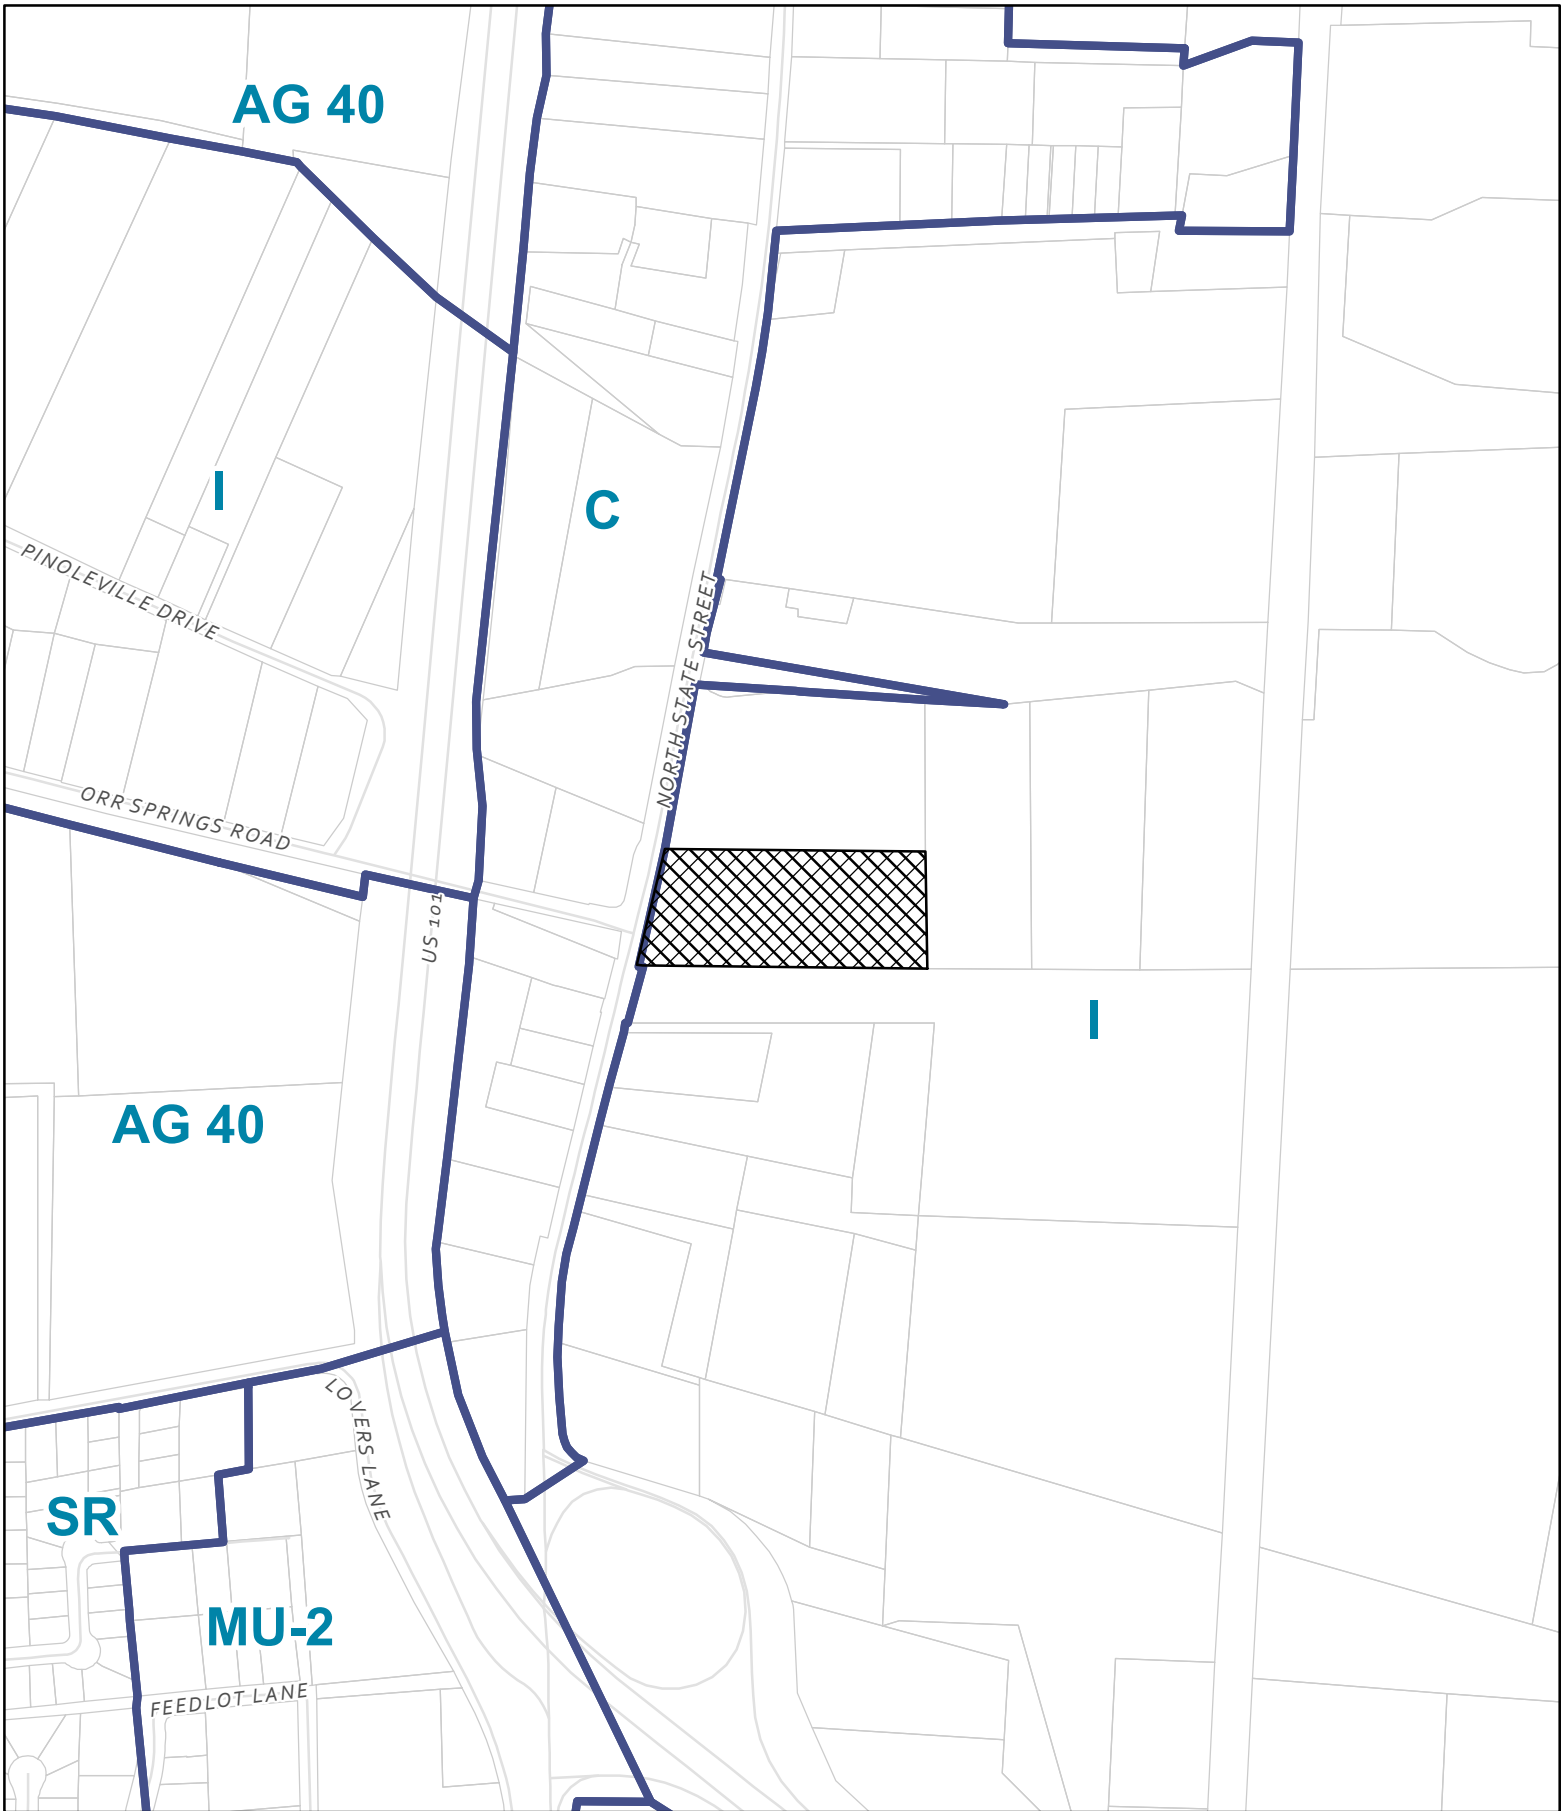 AG 40
I
C
PINOLEVILLE DRIVE
NORTH STATE STREET
ORR SPRINGS ROAD
US 101
I
AG 40
LOVERS LANE
SR
MU-2
FEEDLOT LANE